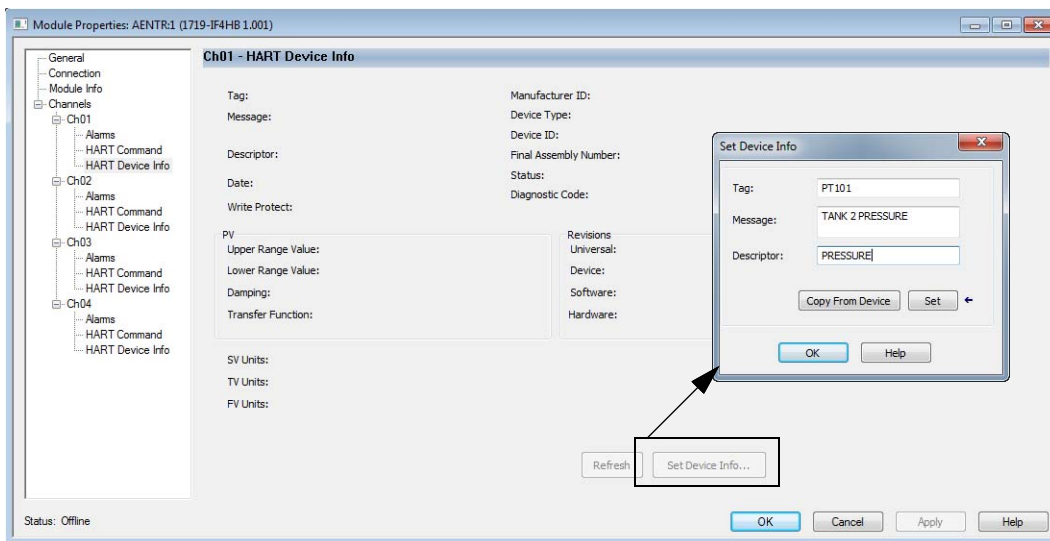 Module Properties: AENTR:1 (1719-IF4HB 1.001)
General
Connection
Module Info
Channels
Ch01
Alarms
HART Command
HART Device Info
Ch02
Alarms
HART Command
HART Device Info
Ch03
Alarms
HART Command
HART Device Info
Ch04
Alarms
HART Command
HART Device Info
Ch01 - HART Device Info
Tag:
Message:
Descriptor:
Date:
Write Protect:
Manufacturer ID:
Device Type:
Device ID:
Final Assembly Number:
Status:
Diagnostic Code:
PV
Upper Range Value:
Lower Range Value:
Damping:
Transfer Function:
Revisions
Universal:
Device:
Software:
Hardware:
SV Units:
TV Units:
FV Units:
Refresh
Set Device Info...
Set Device Info
Tag: PT101
Message: TANK 2 PRESSURE
Descriptor: PRESSURE
Copy From Device Set
OK Help
Status: Offline
OK Cancel Apply Help